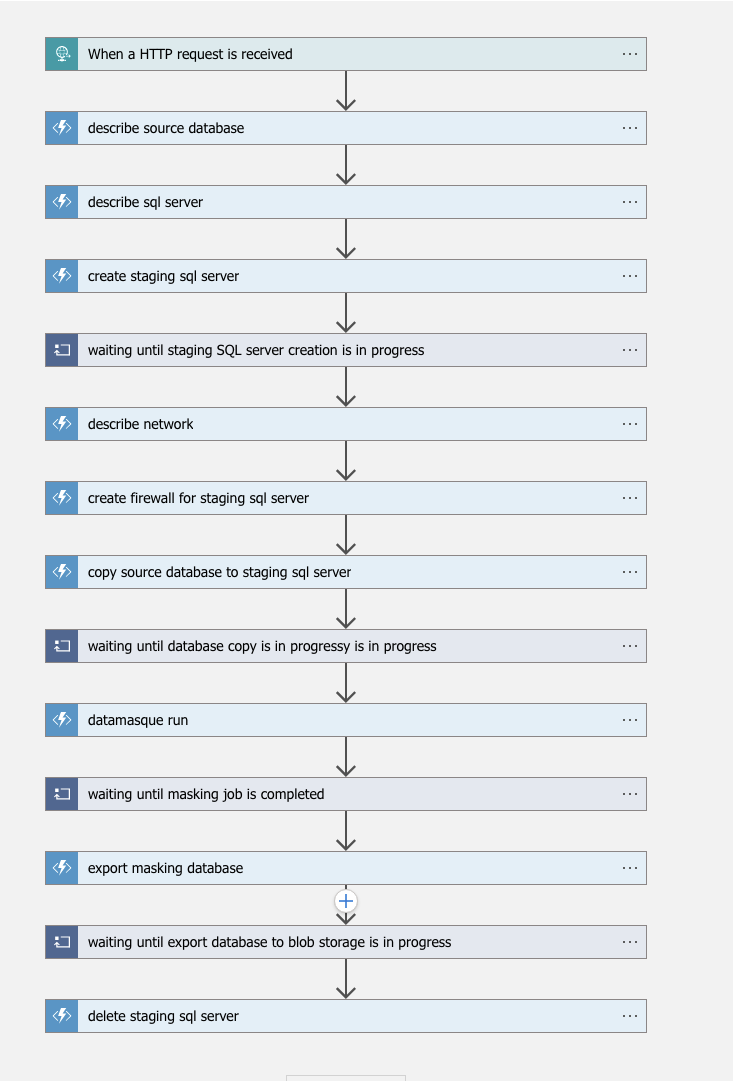 When a HTTP request is received
describe source database
describe sql server
create staging sql server
waiting until staging SQL server creation is in progress
describe network
create firewall for staging sql server
copy source database to staging sql server
waiting until database copy is in progressy is in progress
datamasque run
waiting until masking job is completed
export masking database
waiting until export database to blob storage is in progress
delete staging sql server